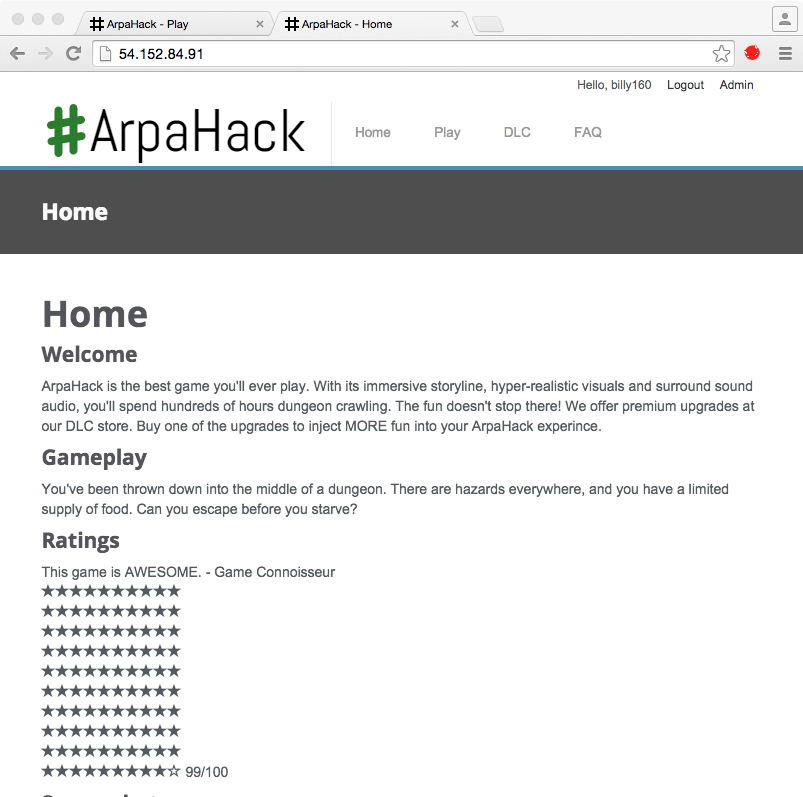 ArpaHack - Play
ArpaHack - Home
54.152.84.91
Hello, billy160 Logout Admin
#ArpaHack
Home Play DLC FAQ
Home
Home
Welcome
ArpaHack is the best game you'll ever play. With its immersive storyline, hyper-realistic visuals and surround sound
audio, you'll spend hundreds of hours dungeon crawling. The fun doesn't stop there! We offer premium upgrades at
our DLC store. Buy one of the upgrades to inject MORE fun into your ArpaHack experince.
Gameplay
You've been thrown down into the middle of a dungeon. There are hazards everywhere, and you have a limited
supply of food. Can you escape before you starve?
Ratings
This game is AWESOME. - Game Connoisseur
★★★★★★★★★★
★★★★★★★★★★
★★★★★★★★★★
★★★★★★★★★★
★★★★★★★★★★
★★★★★★★★★★
★★★★★★★★★★
★★★★★★★★★★
★★★★★★★★★★
★★★★★★★★★☆ 99/100